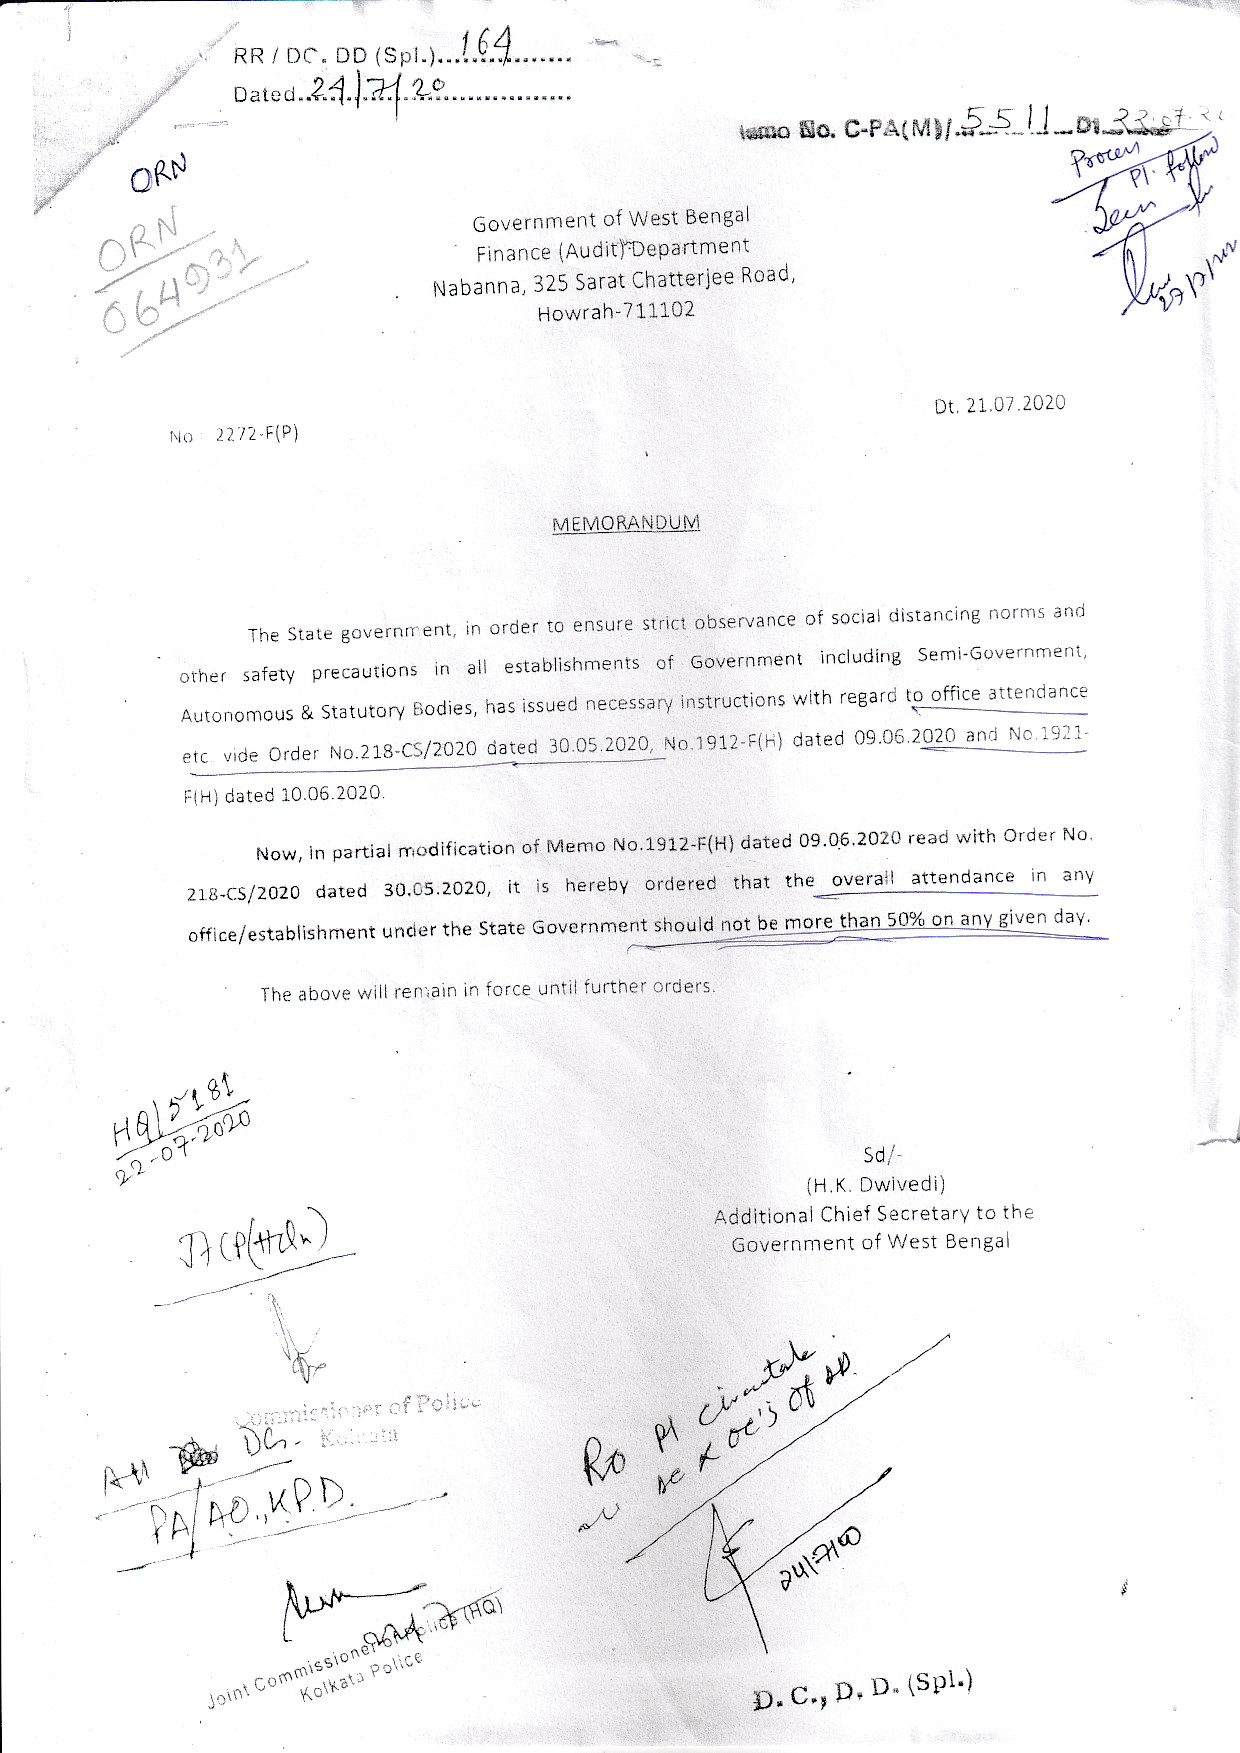 RR / DC. DD (Spl.) 164
Dated 24/7/20
Memo No. C-PA(M)/ 5511 Dt. 22.07.20
Pl. follow
Seen
27/7/2020
ORN
ORN
064931
Government of West Bengal
Finance (Audit) Department
Nabanna, 325 Sarat Chatterjee Road,
Howrah-711102
Dt. 21.07.2020
No 2272-F(P)
MEMORANDUM
The State government, in order to ensure strict observance of social distancing norms and
other safety precautions in all establishments of Government including Semi-Government,
Autonomous & Statutory Bodies, has issued necessary instructions with regard to office attendance
etc. vide Order No.218-CS/2020 dated 30.05.2020, No.1912-F(H) dated 09.06.2020 and No.1921-
F(H) dated 10.06.2020.
Now, in partial modification of Memo No.1912-F(H) dated 09.06.2020 read with Order No.
218-CS/2020 dated 30.05.2020, it is hereby ordered that the overall attendance in any
office/establishment under the State Government should not be more than 50% on any given day.
The above will remain in force until further orders.
HQ/5181
22-07-2020
Sd/-
(H.K. Dwivedi)
Additional Chief Secretary to the
Government of West Bengal
Commissioner of Police
Kolkata
All DCs.
PA/AO., K.P.D.
RO Pl Circulate
OC's of DD.
24/7/20
Joint Commissioner of Police (HQ)
Kolkata Police
D. C., D. D. (Spl.)